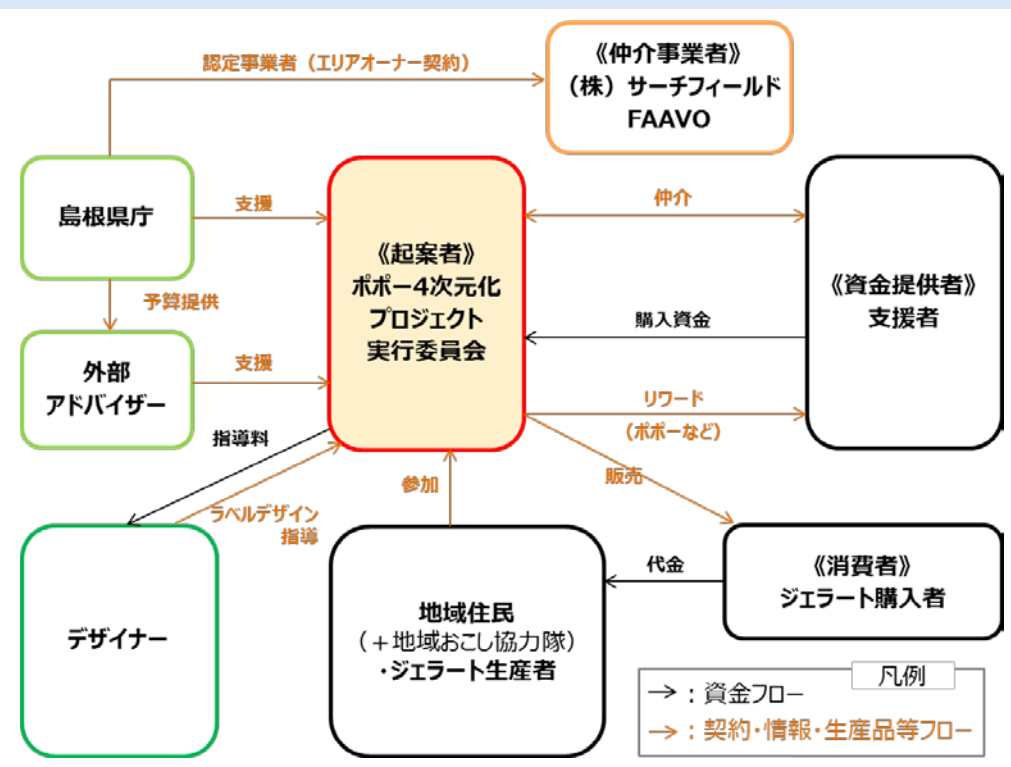 認定事業者（エリアオーナー契約）
《仲介事業者》
（株）サーチフィールド
FAAVO
島根県庁
支援
予算提供
外部
アドバイザー
支援
《起案者》
ポポー4次元化
プロジェクト
実行委員会
仲介
購入資金
リワード
（ポポーなど）
《資金提供者》
支援者
指導料
ラベルデザイン
指導
参加
販売
デザイナー
地域住民
（＋地域おこし協力隊）
・ジェラート生産者
代金
《消費者》
ジェラート購入者
凡例
→：資金フロー
→：契約・情報・生産品等フロー